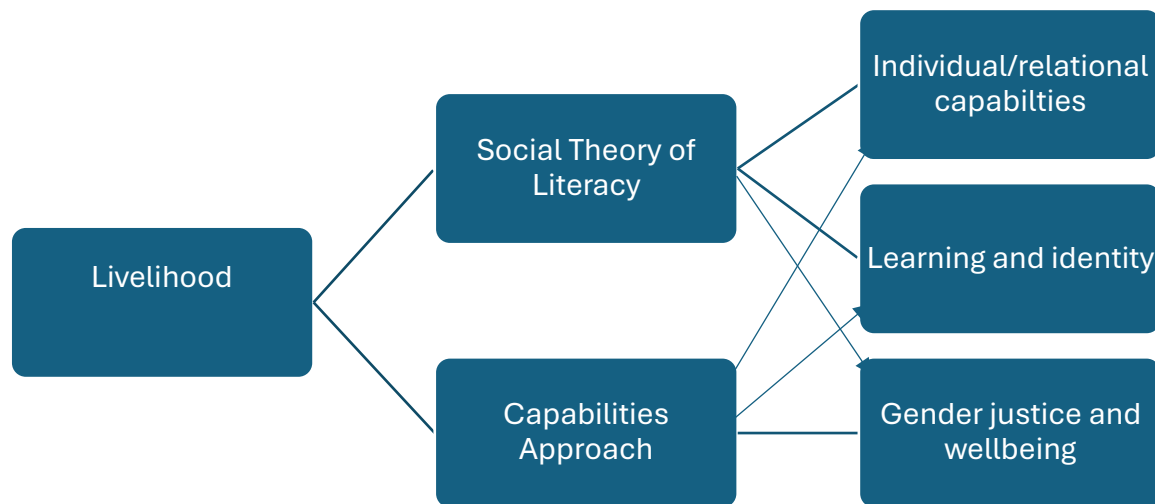 Livelihood
Social Theory of
Literacy
Capabilities
Approach
Individual/relational
capabilties
Learning and identity
Gender justice and
wellbeing